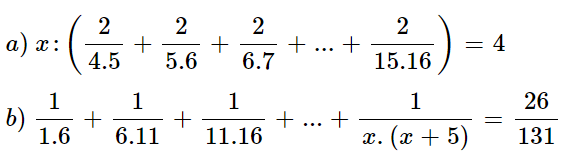 a) x : ( 2/4.5 + 2/5.6 + 2/6.7 + ... + 2/15.16 ) = 4
b) 1/1.6 + 1/6.11 + 1/11.16 + ... + 1/x. (x + 5) = 26/131